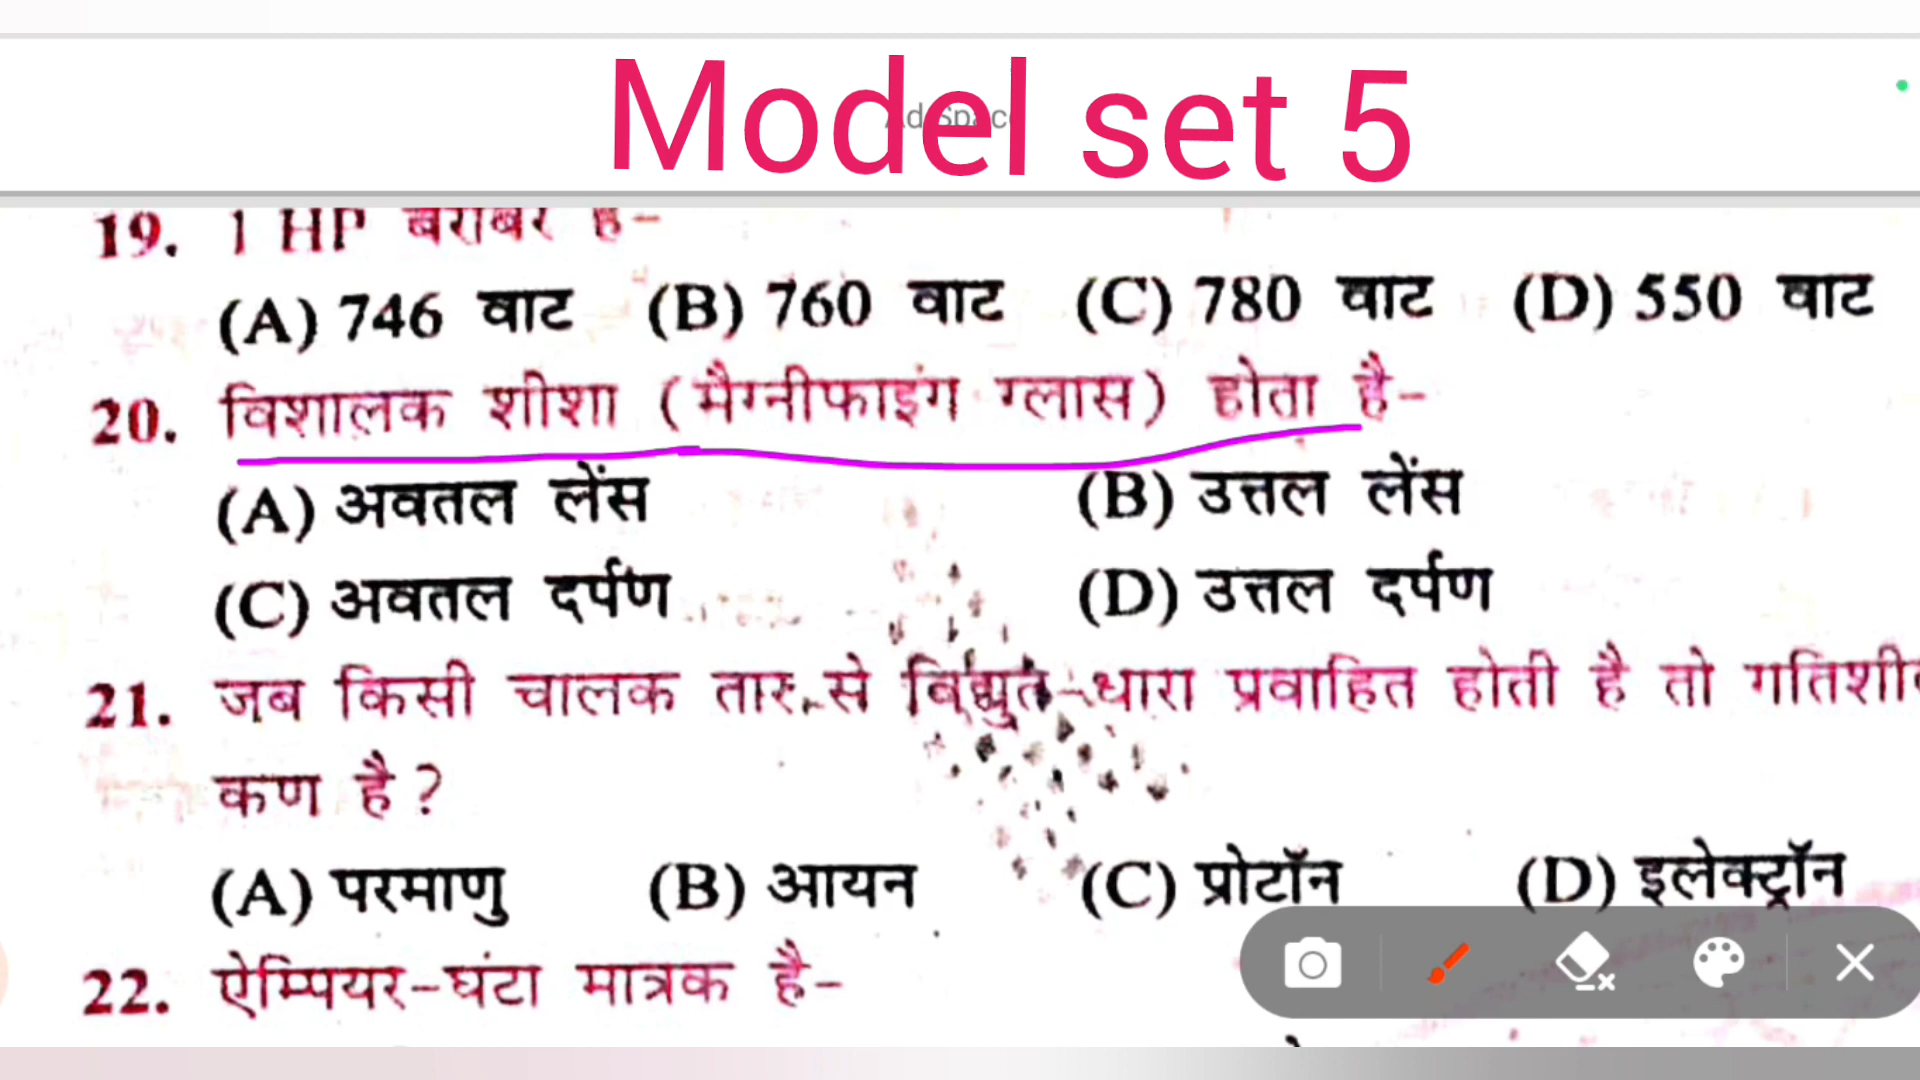 Model set 5
19. 1 HP बराबर है-
(A) 746 वाट (B) 760 वाट (C) 780 वाट (D) 550 वाट
20. विशालक शीशा (मैग्नीफाइंग ग्लास) होता है-
(A) अवतल लेंस (B) उत्तल लेंस
(C) अवतल दर्पण (D) उत्तल दर्पण
21. जब किसी चालक तार से विद्युत-धारा प्रवाहित होती है तो
कण है?
(A) परमाणु (B) आयन (C) प्रोटॉन (D) इलेक्ट्रॉन
22. ऐम्पियर-घंटा मात्रक है-